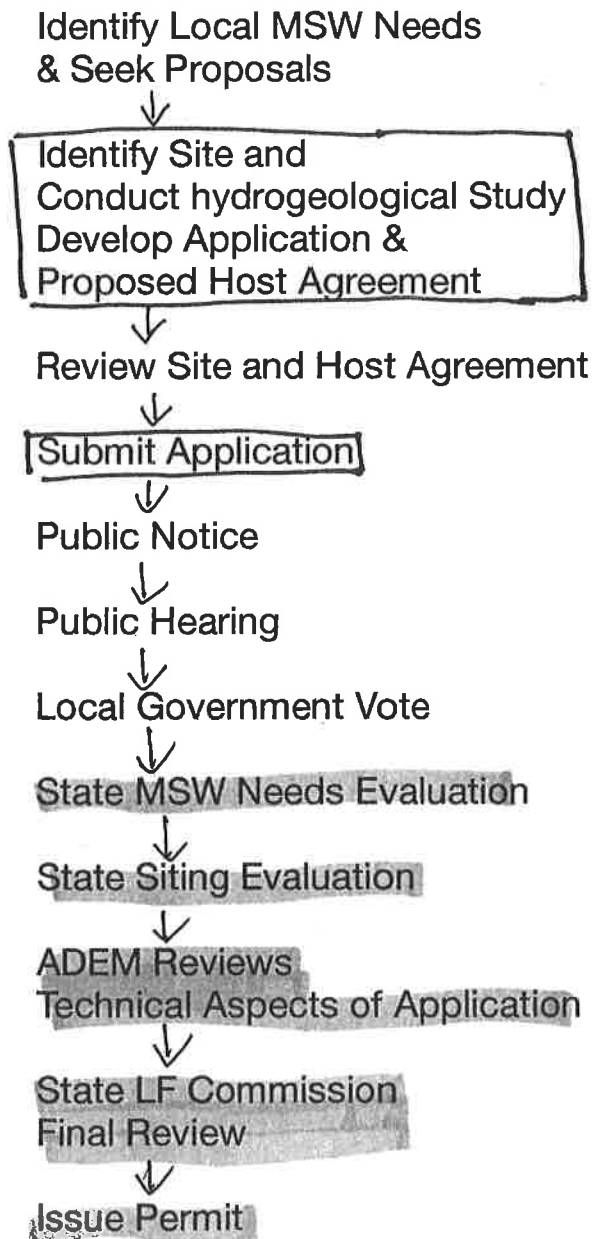 Identify Local MSW Needs
& Seek Proposals
Identify Site and
Conduct hydrogeological Study
Develop Application &
Proposed Host Agreement
Review Site and Host Agreement
Submit Application
Public Notice
Public Hearing
Local Government Vote
State MSW Needs Evaluation
State Siting Evaluation
ADEM Reviews
Technical Aspects of Application
State LF Commission
Final Review
Issue Permit